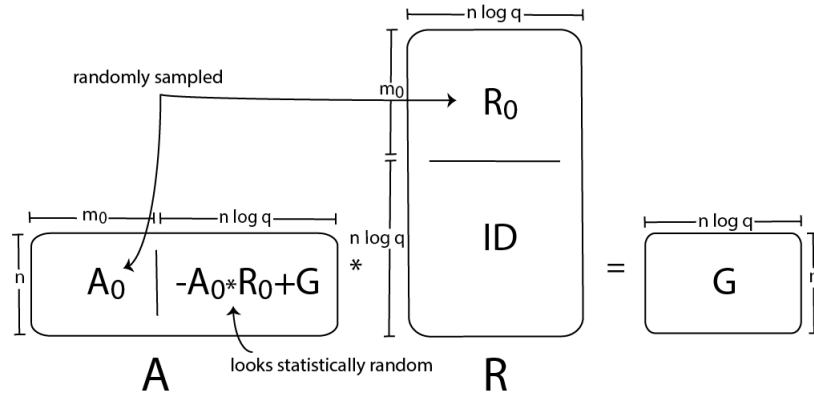 n log q
randomly sampled
m₀
R₀
m₀
n log q
n log q
n log q
ID
n
A₀
-A₀*R₀+G
*
=
G
n
looks statistically random
A
R